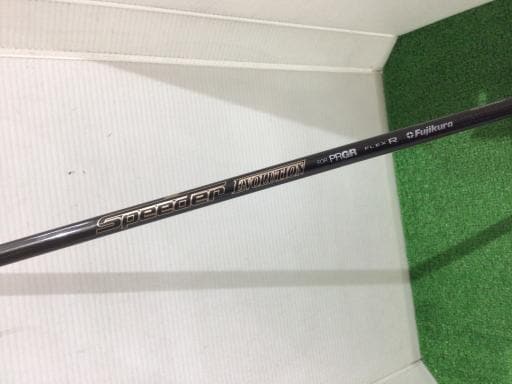 Speeder EVOLUTION FOR PRGR FLEX R Fujikura